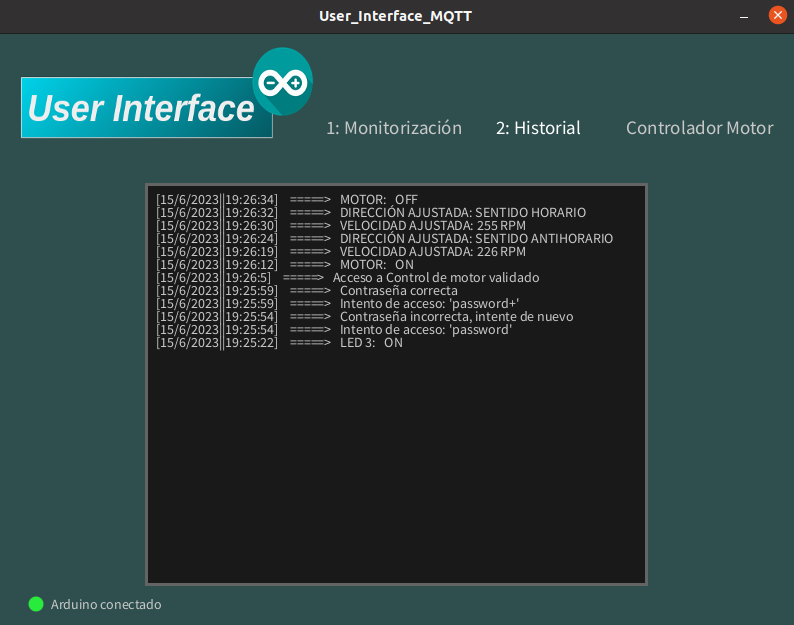 User_Interface_MQTT
User Interface
1: Monitorización 2: Historial Controlador Motor
[15/6/2023||19:26:34] =====> MOTOR: OFF
[15/6/2023||19:26:32] =====> DIRECCIÓN AJUSTADA: SENTIDO HORARIO
[15/6/2023||19:26:30] =====> VELOCIDAD AJUSTADA: 255 RPM
[15/6/2023||19:26:24] =====> DIRECCIÓN AJUSTADA: SENTIDO ANTIHORARIO
[15/6/2023||19:26:19] =====> VELOCIDAD AJUSTADA: 226 RPM
[15/6/2023||19:26:12] =====> MOTOR: ON
[15/6/2023||19:26:5] =====> Acceso a Control de motor validado
[15/6/2023||19:25:59] =====> Contraseña correcta
[15/6/2023||19:25:59] =====> Intento de acceso: 'password+'
[15/6/2023||19:25:54] =====> Contraseña incorrecta, intente de nuevo
[15/6/2023||19:25:54] =====> Intento de acceso: 'password'
[15/6/2023||19:25:22] =====> LED 3: ON
Arduino conectado